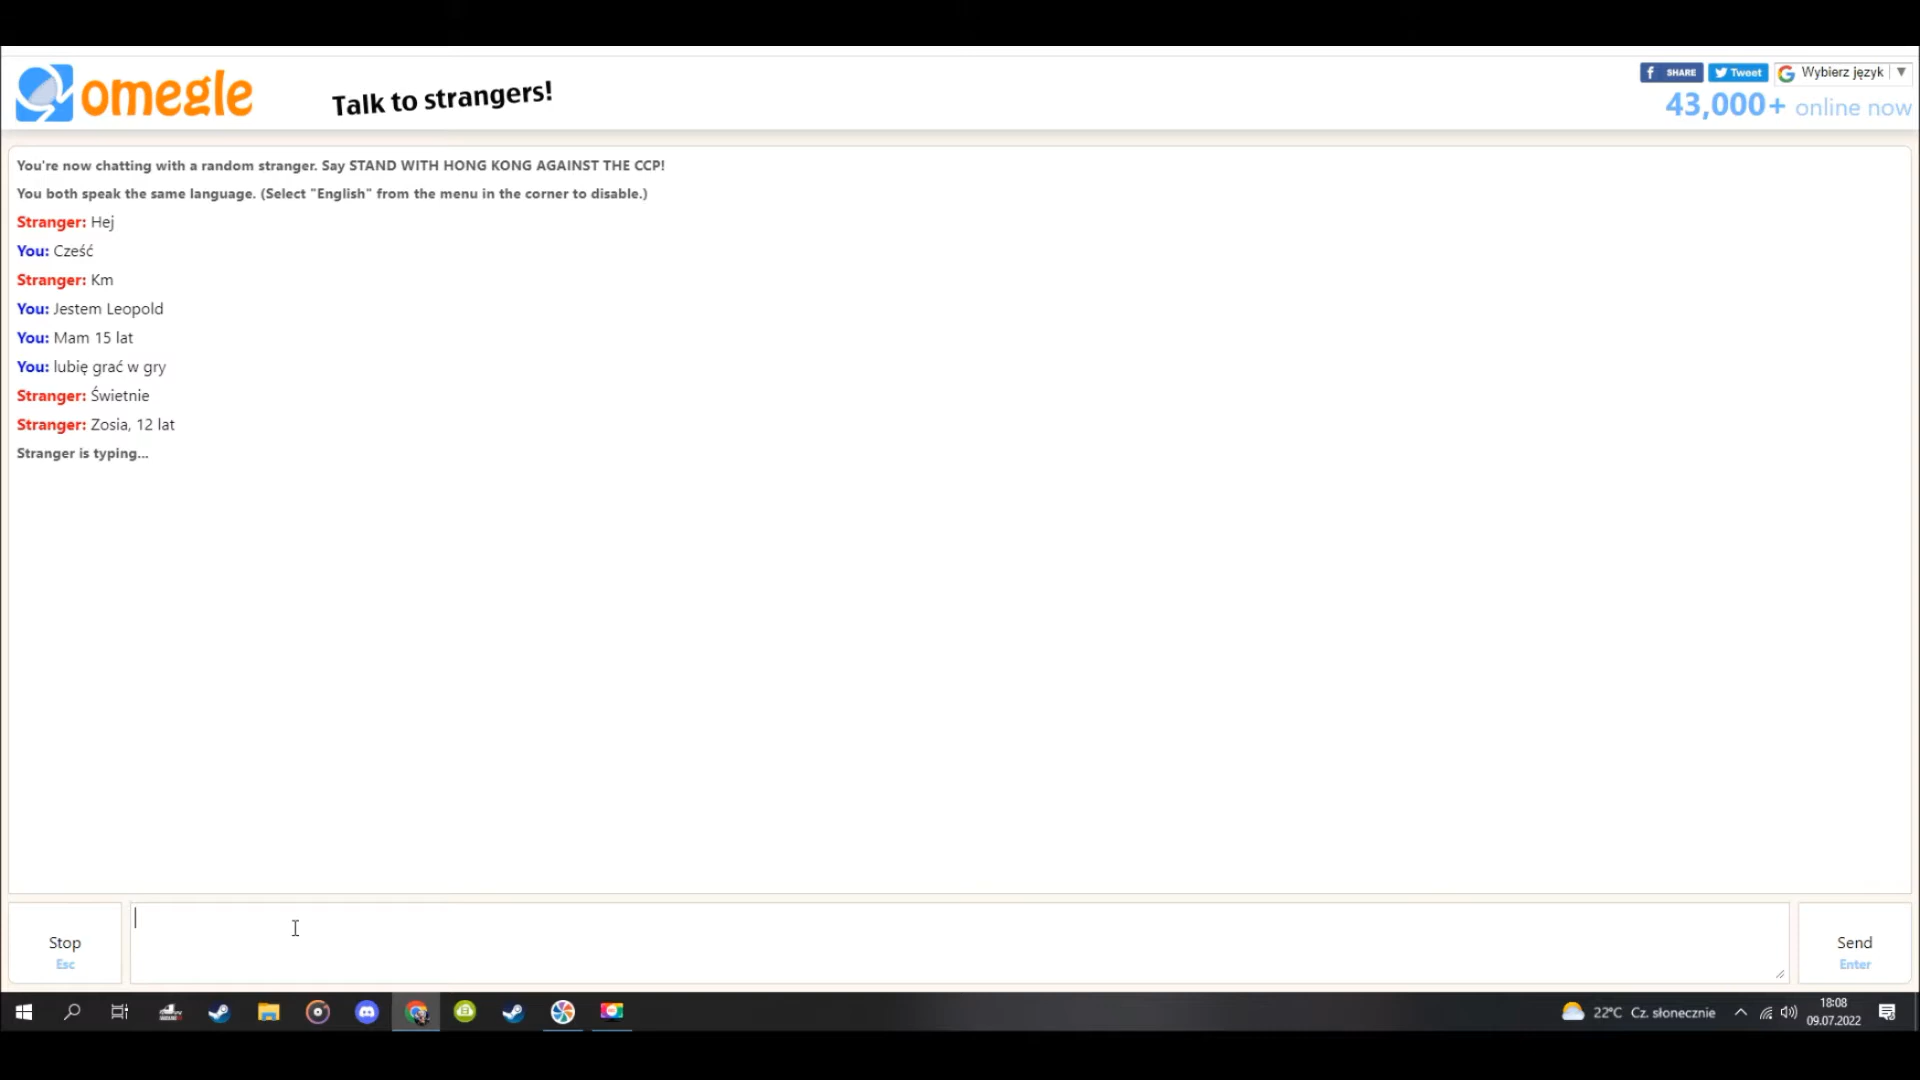 omegle
Talk to strangers!
f SHARE
Tweet
G Wybierz język ▼
43,000+ online now
You're now chatting with a random stranger. Say STAND WITH HONG KONG AGAINST THE CCP!
You both speak the same language. (Select "English" from the menu in the corner to disable.)
Stranger: Hej
You: Cześć
Stranger: Km
You: Jestem Leopold
You: Mam 15 lat
You: lubię grać w gry
Stranger: Świetnie
Stranger: Zosia, 12 lat
Stranger is typing...
Stop
Esc
Send
Enter
22°C Cz. słonecznie
18:08
09.07.2022